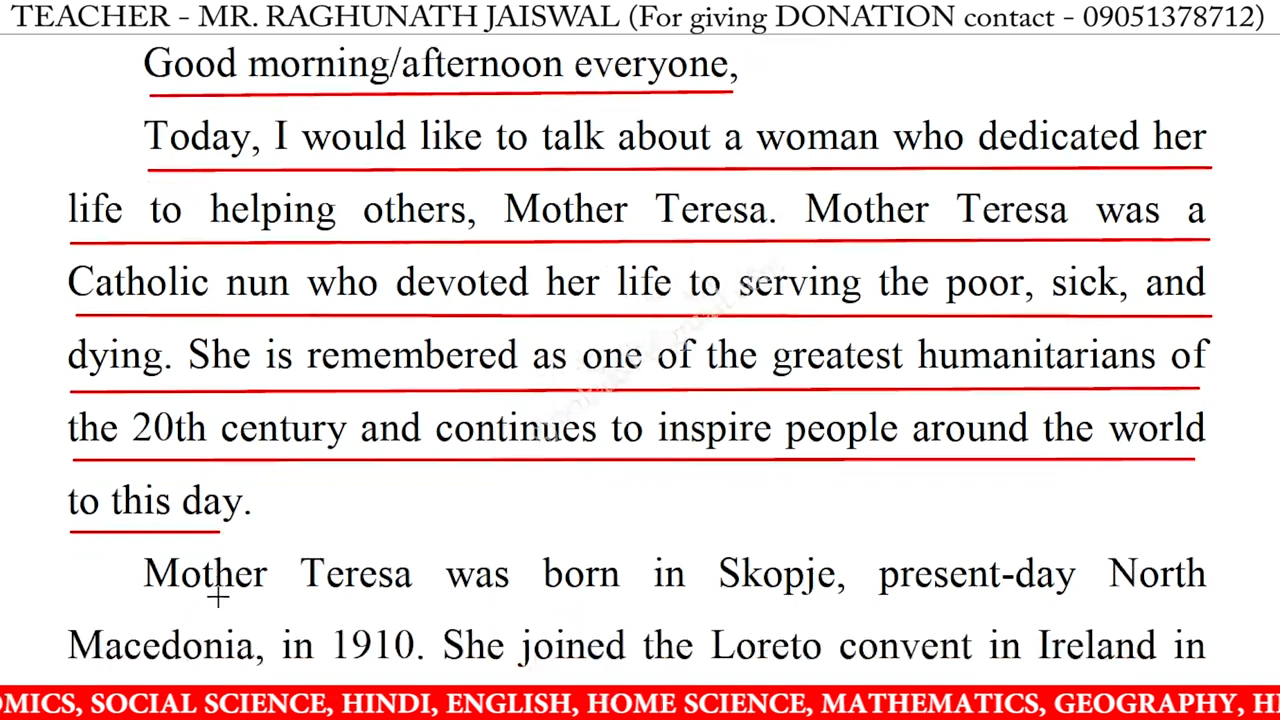 TEACHER - MR. RAGHUNATH JAISWAL (For giving DONATION contact - 09051378712)
Good morning/afternoon everyone,
Today, I would like to talk about a woman who dedicated her
life to helping others, Mother Teresa. Mother Teresa was a
Catholic nun who devoted her life to serving the poor, sick, and
dying. She is remembered as one of the greatest humanitarians of
the 20th century and continues to inspire people around the world
to this day.
Mother Teresa was born in Skopje, present-day North
Macedonia, in 1910. She joined the Loreto convent in Ireland in
OMICS, SOCIAL SCIENCE, HINDI, ENGLISH, HOME SCIENCE, MATHEMATICS, GEOGRAPHY, HI